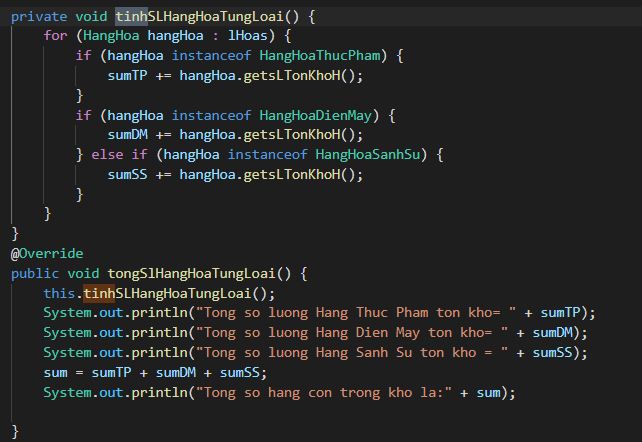 private void tinhSLHangHoaTungLoai() {
for (HangHoa hangHoa : lHoas) {
if (hangHoa instanceof HangHoaThucPham) {
sumTP += hangHoa.getsLTonKhoH();
}
if (hangHoa instanceof HangHoaDienMay) {
sumDM += hangHoa.getsLTonKhoH();
} else if (hangHoa instanceof HangHoaSanhSu) {
sumSS += hangHoa.getsLTonKhoH();
}
}
}
@Override
public void tongSlHangHoaTungLoai() {
this.tinhSLHangHoaTungLoai();
System.out.println("Tong so luong Hang Thuc Pham ton kho= " + sumTP);
System.out.println("Tong so luong Hang Dien May ton kho= " + sumDM);
System.out.println("Tong so luong Hang Sanh Su ton kho = " + sumSS);
sum = sumTP + sumDM + sumSS;
System.out.println("Tong so hang con trong kho la:" + sum);
}